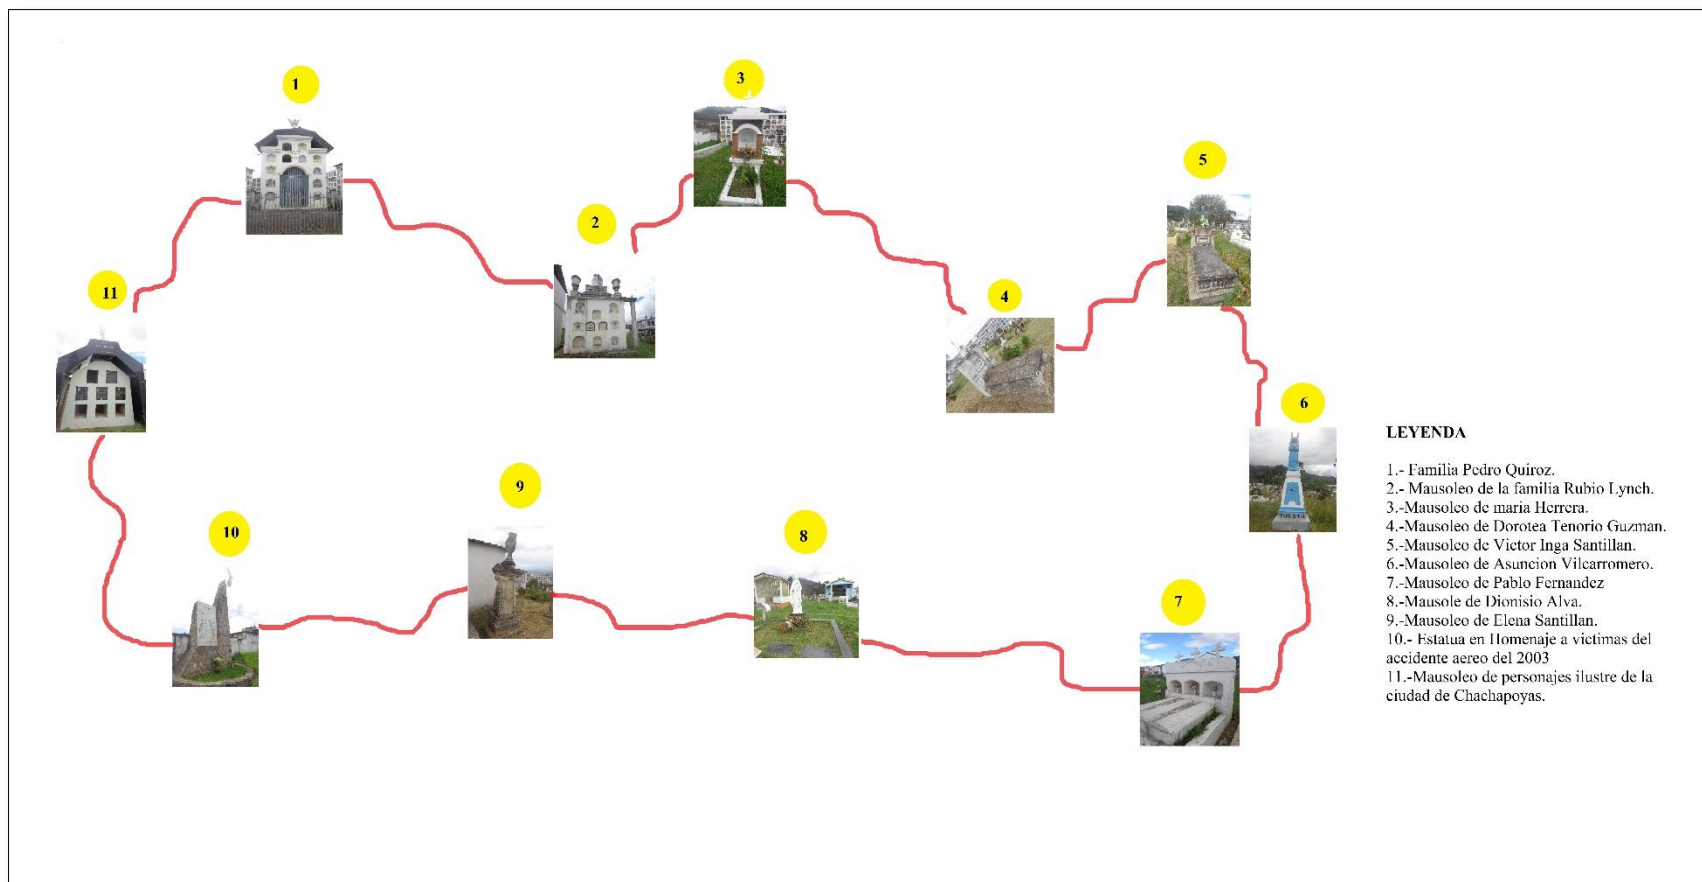 1
2
3
4
5
6
7
8
9
10
11
LEYENDA
1.- Familia Pedro Quiroz.
2.- Mausoleo de la familia Rubio Lynch.
3.-Mausoleo de maria Herrera.
4.-Mausoleo de Dorotea Tenorio Guzman.
5.-Mausoleo de Victor Inga Santillan.
6.-Mausoleo de Asuncion Vilcarromero.
7.-Mausoleo de Pablo Fernandez
8.-Mausole de Dionisio Alva.
9.-Mausoleo de Elena Santillan.
10.- Estatua en Homenaje a victimas del
accidente aereo del 2003
11.-Mausoleo de personajes ilustre de la
ciudad de Chachapoyas.